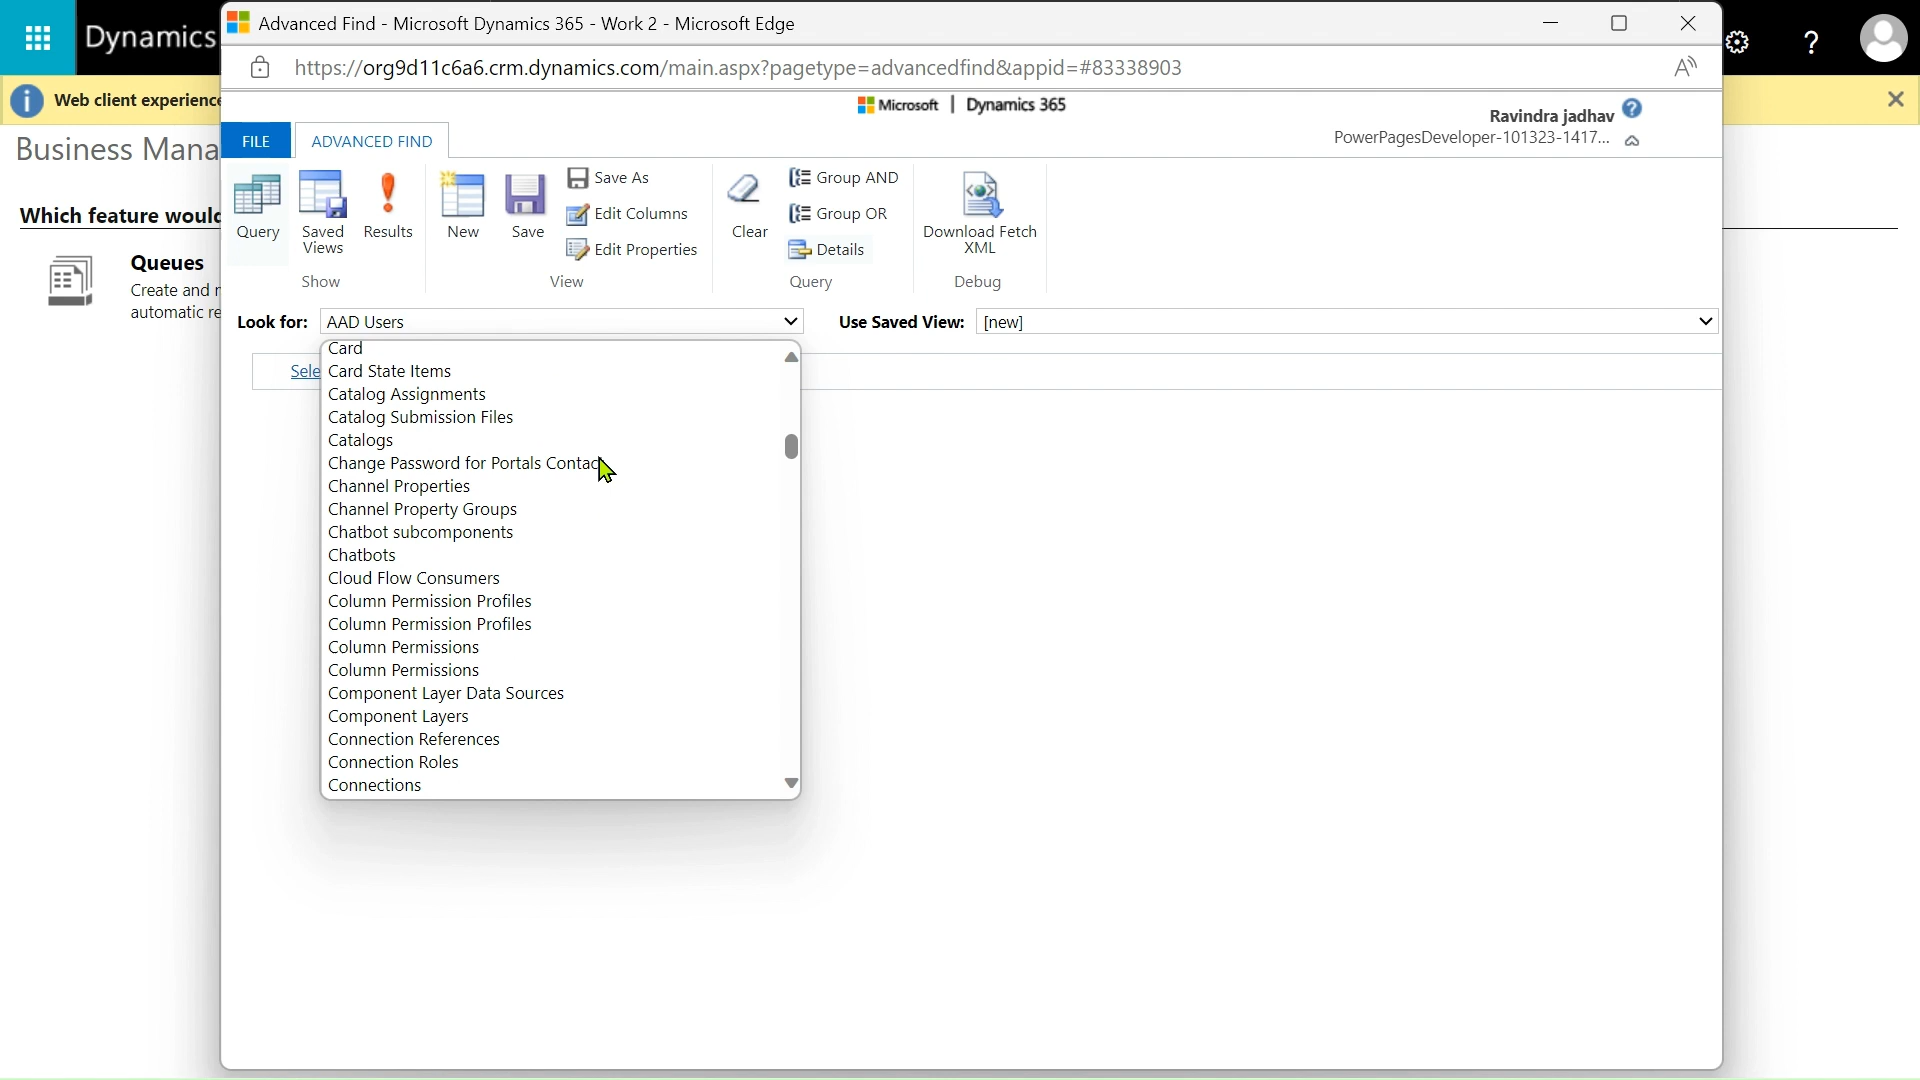 Advanced Find - Microsoft Dynamics 365 - Work 2 - Microsoft Edge
Dynamics
https://org9d11c6a6.crm.dynamics.com/main.aspx?pagetype=advancedfind&appid=#83338903
Web client experience
Microsoft | Dynamics 365
Ravindra jadhav
PowerPagesDeveloper-101323-1417...
Business Mana
FILE
ADVANCED FIND
Query
Saved Views
Results
Show
New
Save
Save As
Edit Columns
Edit Properties
View
Clear
Group AND
Group OR
Details
Query
Download Fetch XML
Debug
Which feature would
Queues
Create and
automatic re
Look for:
AAD Users
Use Saved View:
[new]
Sele
Card
Card State Items
Catalog Assignments
Catalog Submission Files
Catalogs
Change Password for Portals Contac
Channel Properties
Channel Property Groups
Chatbot subcomponents
Chatbots
Cloud Flow Consumers
Column Permission Profiles
Column Permission Profiles
Column Permissions
Column Permissions
Component Layer Data Sources
Component Layers
Connection References
Connection Roles
Connections